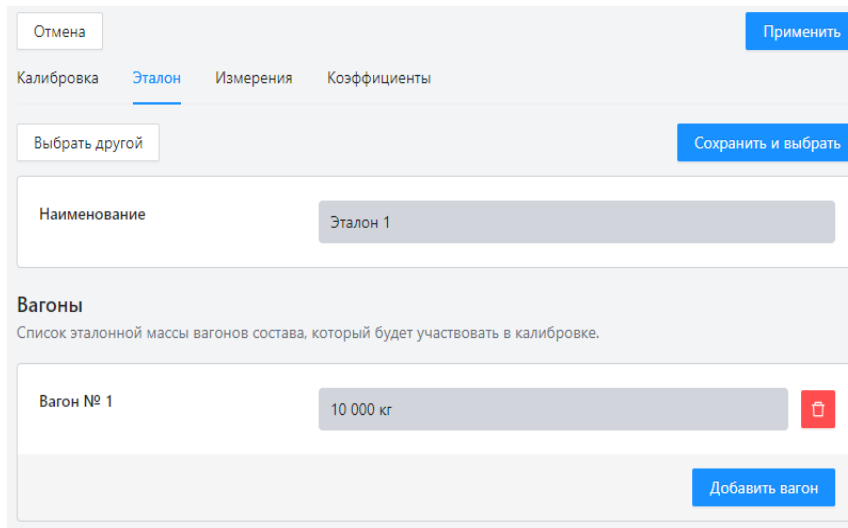 Отмена
Применить
Калибровка Эталон Измерения Коэффициенты
Выбрать другой
Сохранить и выбрать
Наименование
Эталон 1
Вагоны
Список эталонной массы вагонов состава, который будет участвовать в калибровке.
Вагон № 1
10 000 кг
Добавить вагон